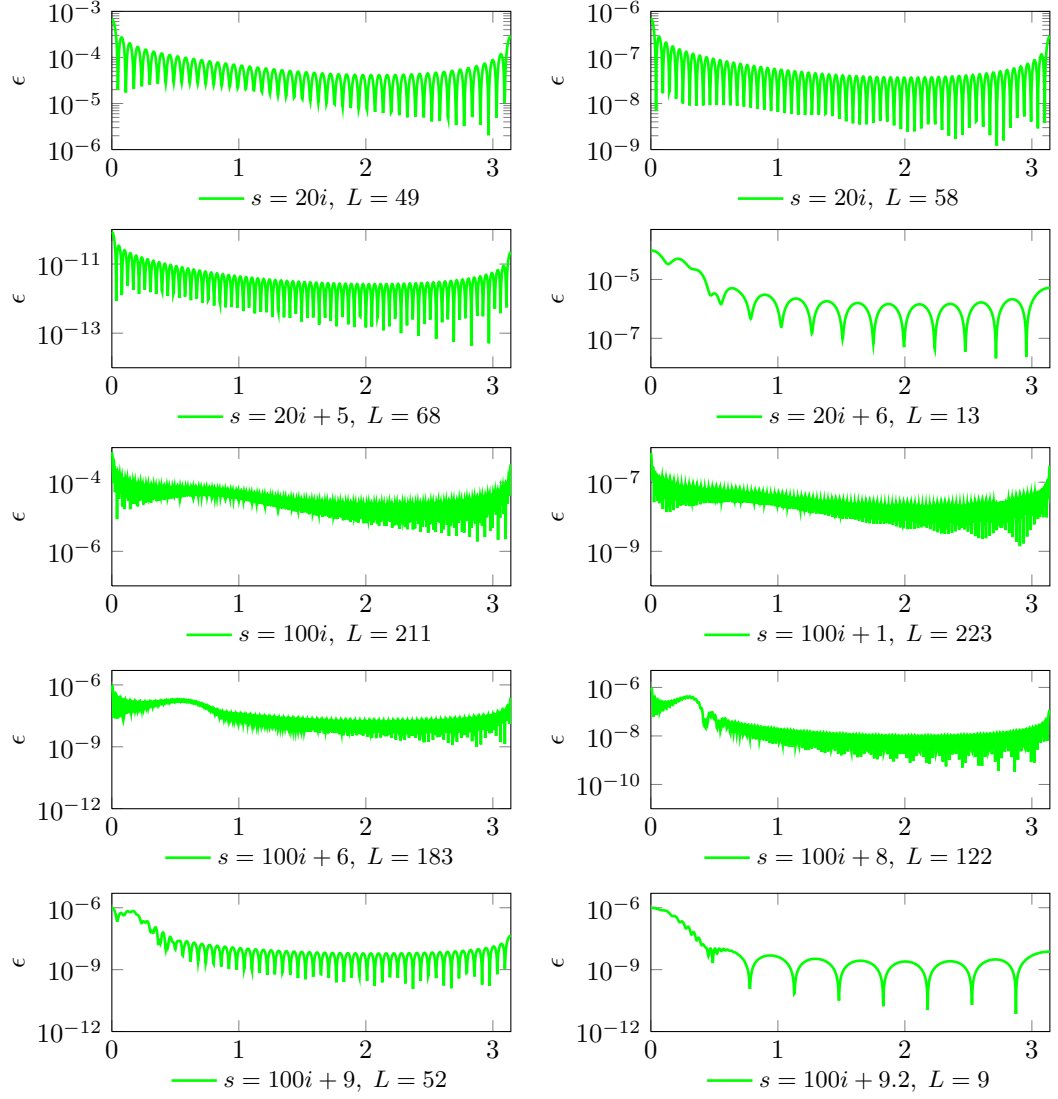 10⁻³
10⁻⁴
10⁻⁵
10⁻⁶
ϵ
0 1 2 3
s = 20i, L = 49
10⁻⁶
10⁻⁷
10⁻⁸
10⁻⁹
ϵ
0 1 2 3
s = 20i, L = 58
10⁻¹¹
10⁻¹³
ϵ
0 1 2 3
s = 20i + 5, L = 68
10⁻⁵
10⁻⁷
ϵ
0 1 2 3
s = 20i + 6, L = 13
10⁻⁴
10⁻⁶
ϵ
0 1 2 3
s = 100i, L = 211
10⁻⁷
10⁻⁹
ϵ
0 1 2 3
s = 100i + 1, L = 223
10⁻⁶
10⁻⁹
10⁻¹²
ϵ
0 1 2 3
s = 100i + 6, L = 183
10⁻⁶
10⁻⁸
10⁻¹⁰
ϵ
0 1 2 3
s = 100i + 8, L = 122
10⁻⁶
10⁻⁹
10⁻¹²
ϵ
0 1 2 3
s = 100i + 9, L = 52
10⁻⁶
10⁻⁹
10⁻¹²
ϵ
0 1 2 3
s = 100i + 9.2, L = 9